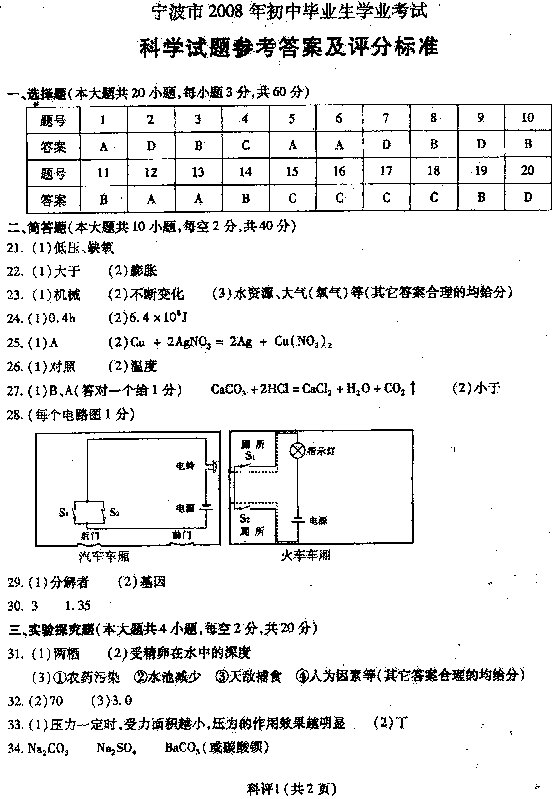 宁波市 2008 年初中毕业生学业考试
科学试题参考答案及评分标准
一、选择题(本大题共20小题,每小题3分,共60分)
题号 1 2 3 4 5 6 7 8 9 10
答案 A D B C A A D B D B
题号 11 12 13 14 15 16 17 18 19 20
答案 B A A B C C C C B D
二、简答题(本大题共10小题,每空2分,共40分)
21. (1)低压、缺氧
22. (1)大于 (2)膨胀
23. (1)机械 (2)不断变化 (3)水资源、大气(氧气)等(其它答案合理的均给分)
24. (1)0.4h (2)6.4×10⁶J
25. (1)A (2)Cu + 2AgNO₃ = 2Ag + Cu(NO₃)₂
26. (1)对照 (2)温度
27. (1)B、A(答对一个给1分) CaCO₃+2HCl=CaCl₂+H₂O+CO₂↑ (2)小于
28. (每个电路图1分)
电铃
S₁ S₂ 电源
后门 前门
汽车车厢
厕所
S₁ 指示灯
S₂ 电源
厕所
火车车厢
29. (1)分解者 (2)基因
30. 3 1.35
三、实验探究题(本大题共4小题,每空2分,共20分)
31. (1)两栖 (2)受精卵在水中的深度
(3)①农药污染 ②水池减少 ③天敌捕食 ④人为因素等(其它答案合理的均给分)
32. (2)70 (3)3.0
33. (1)压力一定时,受力面积越小,压力的作用效果越明显 (2)丁
34. Na₂CO₃ Na₂SO₄ BaCO₃(或碳酸钡)
科评1(共2页)